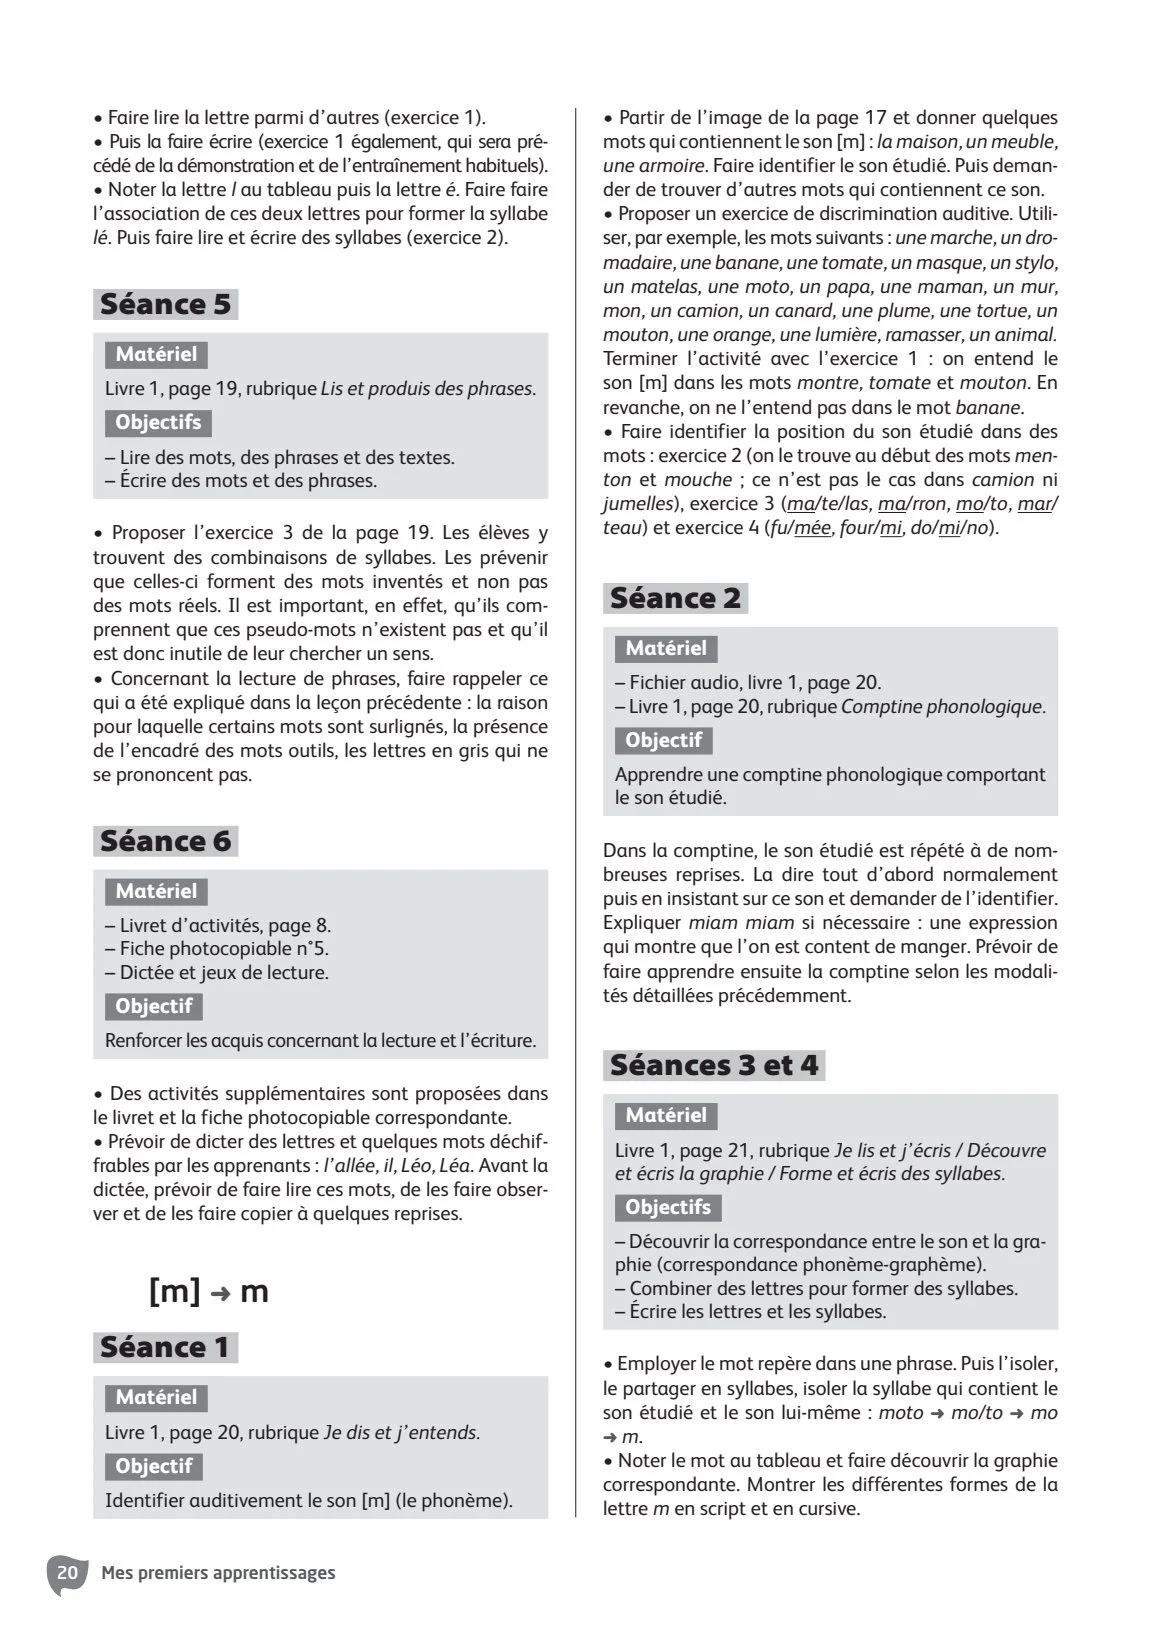 • Faire lire la lettre parmi d’autres (exercice 1).
• Puis la faire écrire (exercice 1 également, qui sera pré-
cédé de la démonstration et de l’entraînement habituels).
• Noter la lettre l au tableau puis la lettre é. Faire faire
l’association de ces deux lettres pour former la syllabe
lé. Puis faire lire et écrire des syllabes (exercice 2).
Séance 5
Matériel
Livre 1, page 19, rubrique Lis et produis des phrases.
Objectifs
– Lire des mots, des phrases et des textes.
– Écrire des mots et des phrases.
• Proposer l’exercice 3 de la page 19. Les élèves y
trouvent des combinaisons de syllabes. Les prévenir
que celles-ci forment des mots inventés et non pas
des mots réels. Il est important, en effet, qu’ils com-
prennent que ces pseudo-mots n’existent pas et qu’il
est donc inutile de leur chercher un sens.
• Concernant la lecture de phrases, faire rappeler ce
qui a été expliqué dans la leçon précédente : la raison
pour laquelle certains mots sont surlignés, la présence
de l’encadré des mots outils, les lettres en gris qui ne
se prononcent pas.
Séance 6
Matériel
– Livret d’activités, page 8.
– Fiche photocopiable n°5.
– Dictée et jeux de lecture.
Objectif
Renforcer les acquis concernant la lecture et l’écriture.
• Des activités supplémentaires sont proposées dans
le livret et la fiche photocopiable correspondante.
• Prévoir de dicter des lettres et quelques mots déchif-
frables par les apprenants : l’allée, il, Léo, Léa. Avant la
dictée, prévoir de faire lire ces mots, de les faire obser-
ver et de les faire copier à quelques reprises.
[m] ➜ m
Séance 1
Matériel
Livre 1, page 20, rubrique Je dis et j’entends.
Objectif
Identifier auditivement le son [m] (le phonème).
• Partir de l’image de la page 17 et donner quelques
mots qui contiennent le son [m] : la maison, un meuble,
une armoire. Faire identifier le son étudié. Puis deman-
der de trouver d’autres mots qui contiennent ce son.
• Proposer un exercice de discrimination auditive. Utili-
ser, par exemple, les mots suivants : une marche, un dro-
madaire, une banane, une tomate, un masque, un stylo,
un matelas, une moto, un papa, une maman, un mur,
mon, un camion, un canard, une plume, une tortue, un
mouton, une orange, une lumière, ramasser, un animal.
Terminer l’activité avec l’exercice 1 : on entend le
son [m] dans les mots montre, tomate et mouton. En
revanche, on ne l’entend pas dans le mot banane.
• Faire identifier la position du son étudié dans des
mots : exercice 2 (on le trouve au début des mots men-
ton et mouche ; ce n’est pas le cas dans camion ni
jumelles), exercice 3 (ma/te/las, ma/rron, mo/to, mar/
teau) et exercice 4 (fu/mée, four/mi, do/mi/no).
Séance 2
Matériel
– Fichier audio, livre 1, page 20.
– Livre 1, page 20, rubrique Comptine phonologique.
Objectif
Apprendre une comptine phonologique comportant
le son étudié.
Dans la comptine, le son étudié est répété à de nom-
breuses reprises. La dire tout d’abord normalement
puis en insistant sur ce son et demander de l’identifier.
Expliquer miam miam si nécessaire : une expression
qui montre que l’on est content de manger. Prévoir de
faire apprendre ensuite la comptine selon les modali-
tés détaillées précédemment.
Séances 3 et 4
Matériel
Livre 1, page 21, rubrique Je lis et j’écris / Découvre
et écris la graphie / Forme et écris des syllabes.
Objectifs
– Découvrir la correspondance entre le son et la gra-
phie (correspondance phonème-graphème).
– Combiner des lettres pour former des syllabes.
– Écrire les lettres et les syllabes.
• Employer le mot repère dans une phrase. Puis l’isoler,
le partager en syllabes, isoler la syllabe qui contient le
son étudié et le son lui-même : moto ➜ mo/to ➜ mo
➜ m.
• Noter le mot au tableau et faire découvrir la graphie
correspondante. Montrer les différentes formes de la
lettre m en script et en cursive.
20 Mes premiers apprentissages